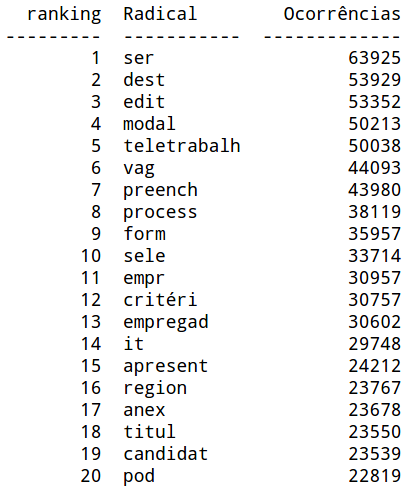 ranking  Radical  Ocorrências
---------  -----------  -------------
1  ser  63925
2  dest  53929
3  edit  53352
4  modal  50213
5  teletrabalh  50038
6  vag  44093
7  preench  43980
8  process  38119
9  form  35957
10  sele  33714
11  empr  30957
12  critéri  30757
13  empregad  30602
14  it  29748
15  apresent  24212
16  region  23767
17  anex  23678
18  titul  23550
19  candidat  23539
20  pod  22819